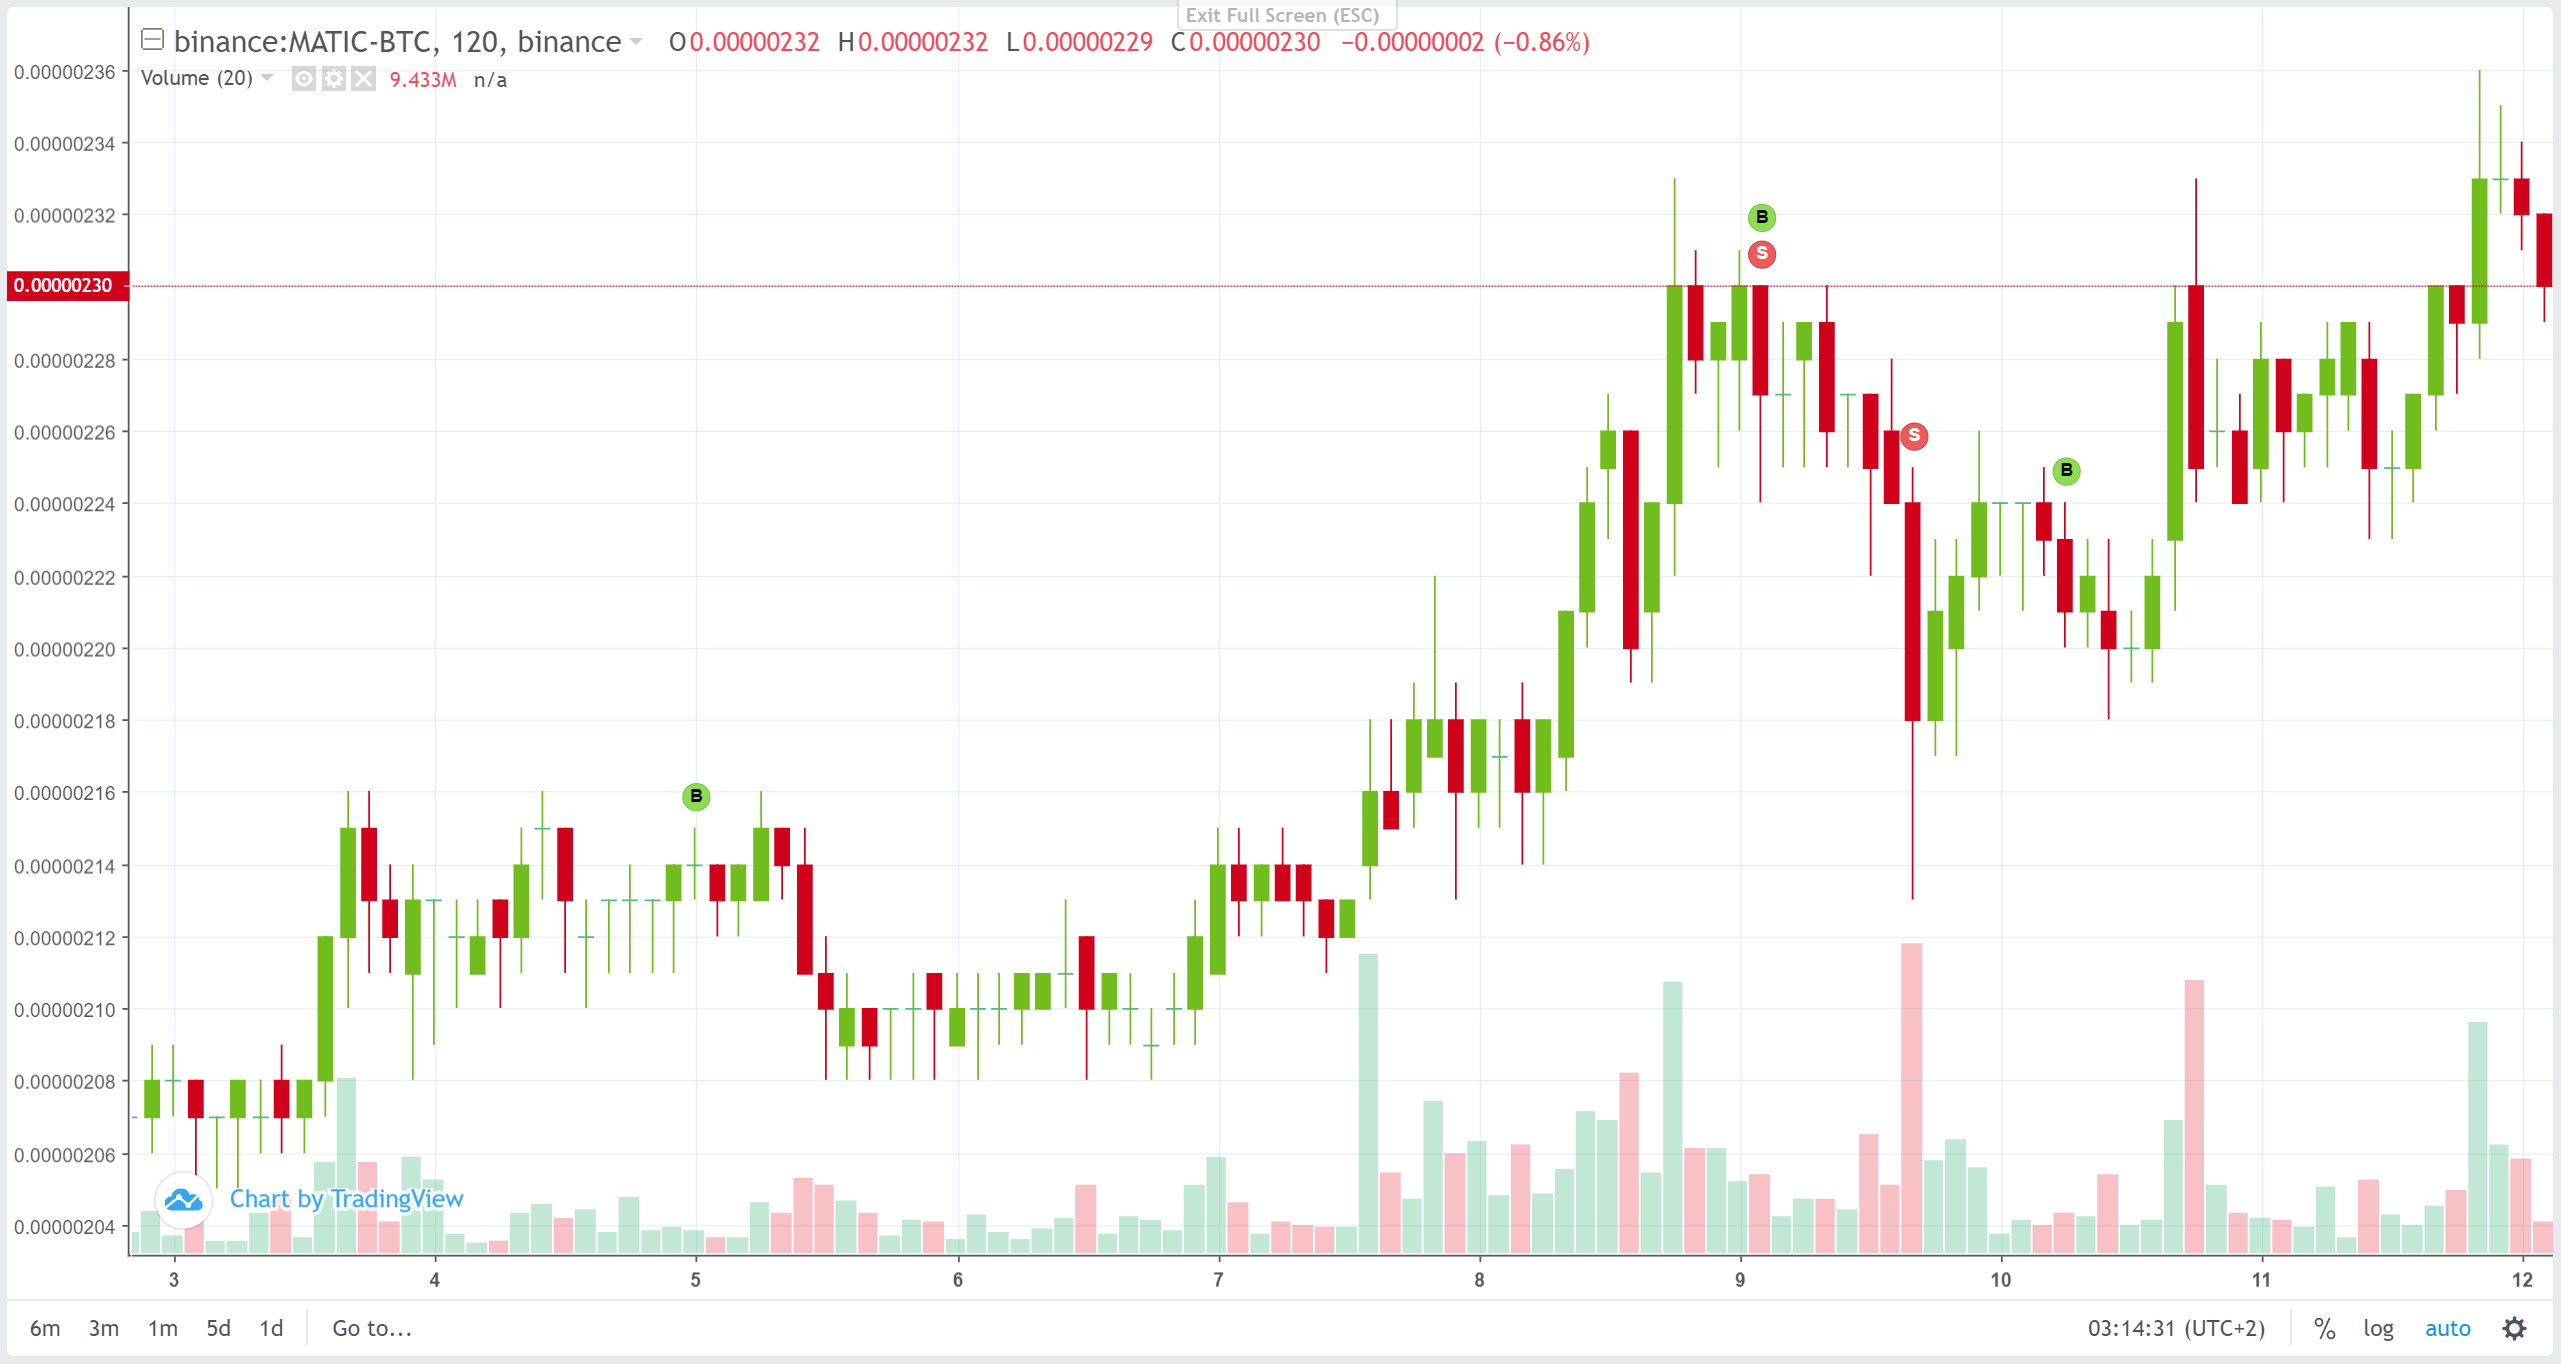 Exit Full Screen (ESC)
binance:MATIC-BTC, 120, binance O0.00000232 H0.00000232 L0.00000229 C0.00000230 −0.00000002 (−0.86%)
Volume (20) 9.433M n/a
0.00000236
0.00000234
0.00000232
B
S
0.00000230
0.00000228
0.00000226
S
B
0.00000224
0.00000222
0.00000220
0.00000218
0.00000216
B
0.00000214
0.00000212
0.00000210
0.00000208
0.00000206
Chart by TradingView
0.00000204
3 4 5 6 7 8 9 10 11 12
6m 3m 1m 5d 1d Go to... 03:14:31 (UTC+2) % log auto